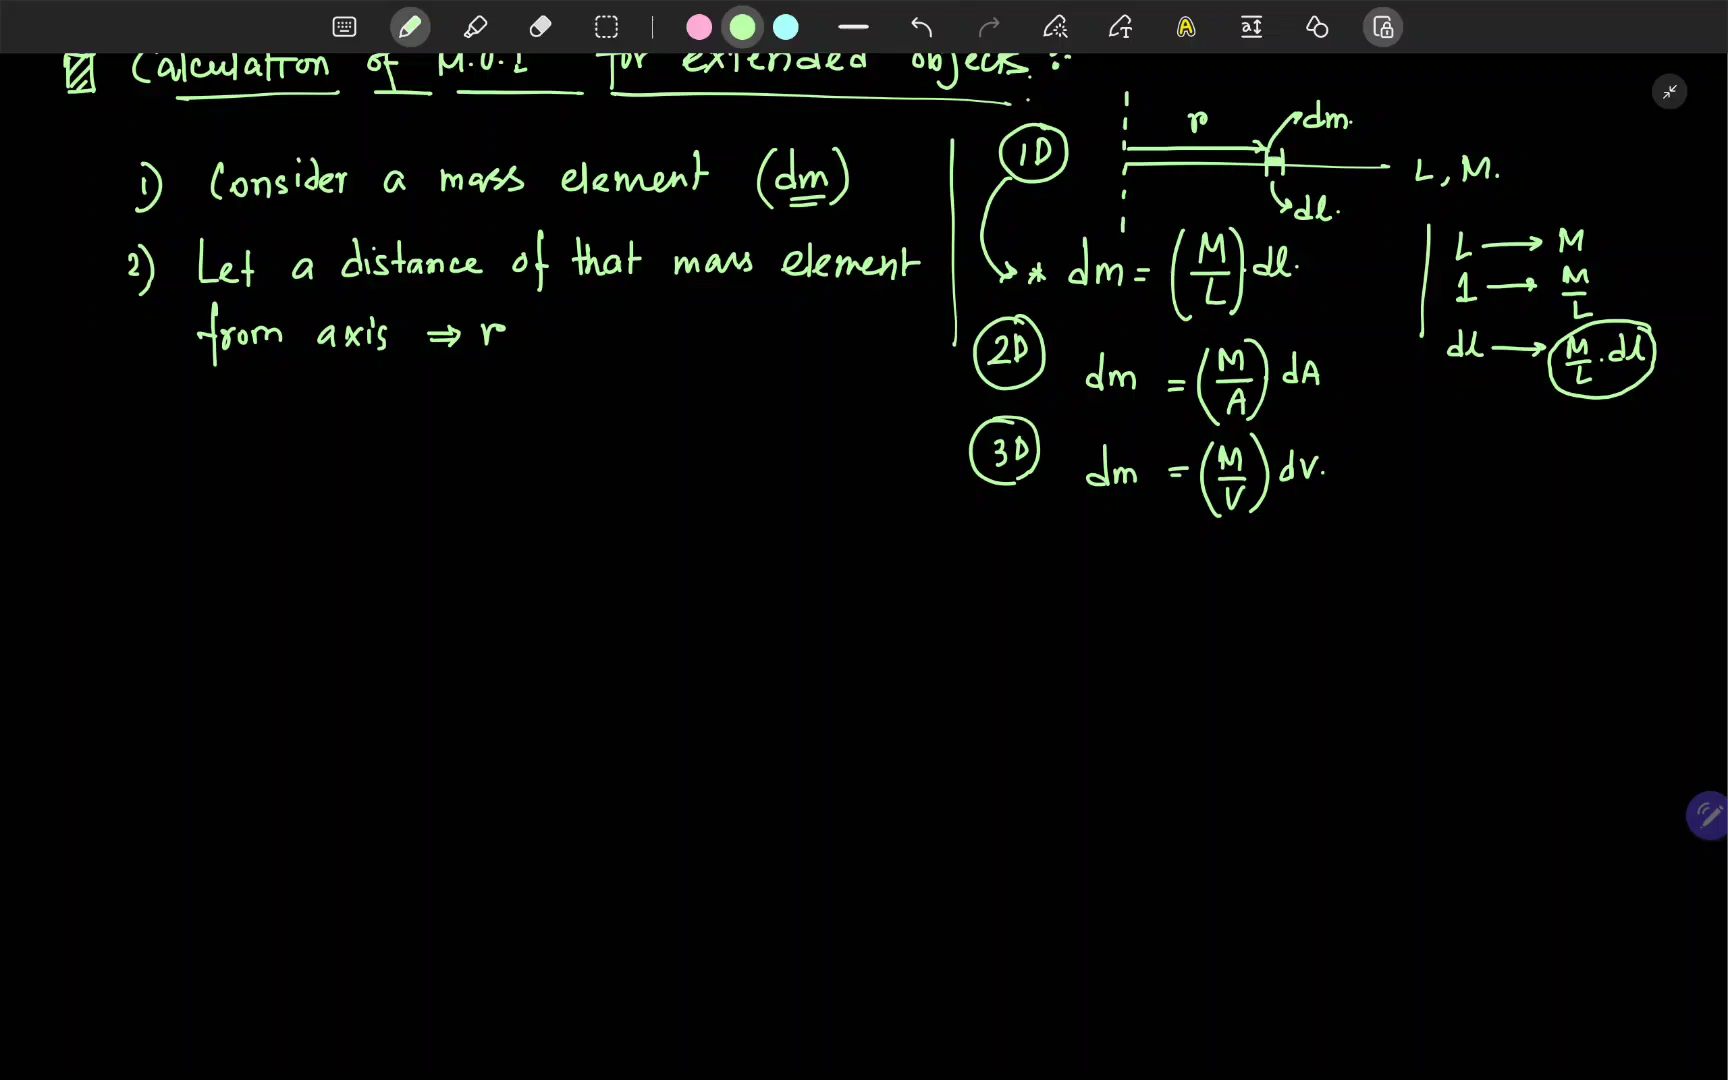 Calculation of M.O.I for extended objects :-
1) Consider a mass element (dm)
2) Let a distance of that mass element
from axis ⇒ r
1D
r
dm.
dl.
L, M.
* dm = (M/L).dl.
L → M
1 → M/L
dl → M/L . dl
2D dm = (M/A) dA
3D dm = (M/V) dV.